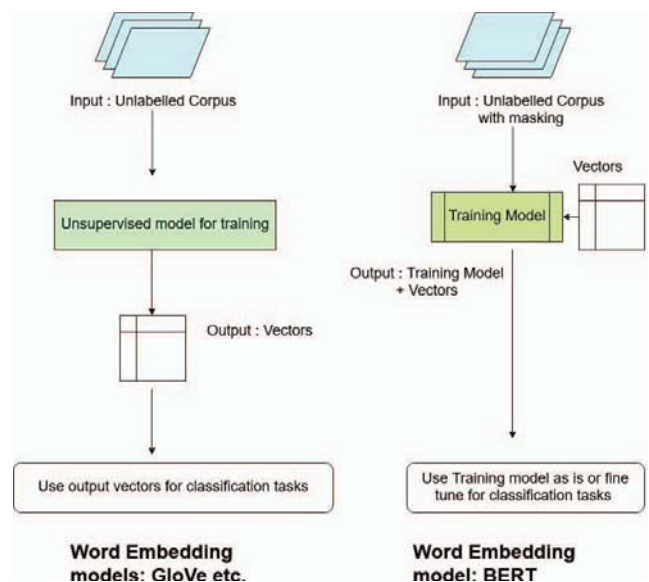 Input : Unlabelled Corpus
Unsupervised model for training
Output : Vectors
Use output vectors for classification tasks
Word Embedding
models: GloVe etc.
Input : Unlabelled Corpus
with masking
Vectors
Training Model
Output : Training Model
+ Vectors
Use Training model as is or fine
tune for classification tasks
Word Embedding
model: BERT